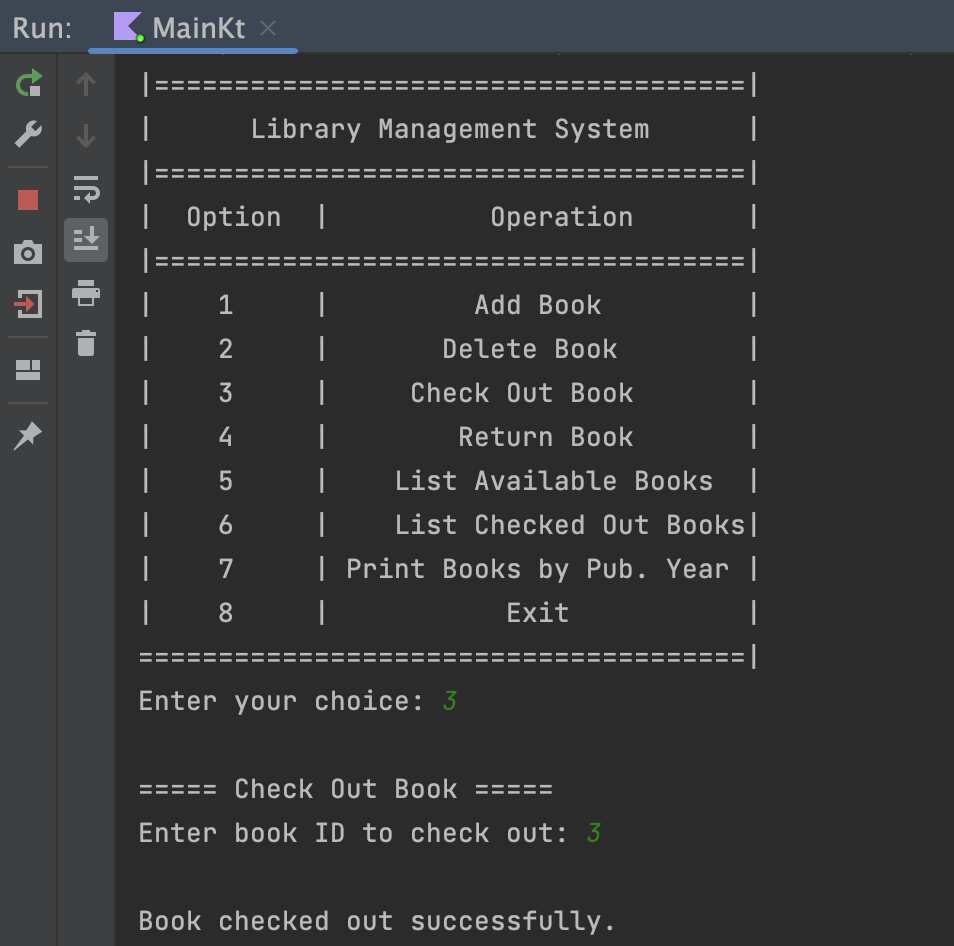 Run: MainKt
|=====================================|
| Library Management System |
|=====================================|
| Option | Operation |
|=====================================|
| 1 | Add Book |
| 2 | Delete Book |
| 3 | Check Out Book |
| 4 | Return Book |
| 5 | List Available Books |
| 6 | List Checked Out Books|
| 7 | Print Books by Pub. Year |
| 8 | Exit |
======================================|
Enter your choice: 3
===== Check Out Book =====
Enter book ID to check out: 3
Book checked out successfully.